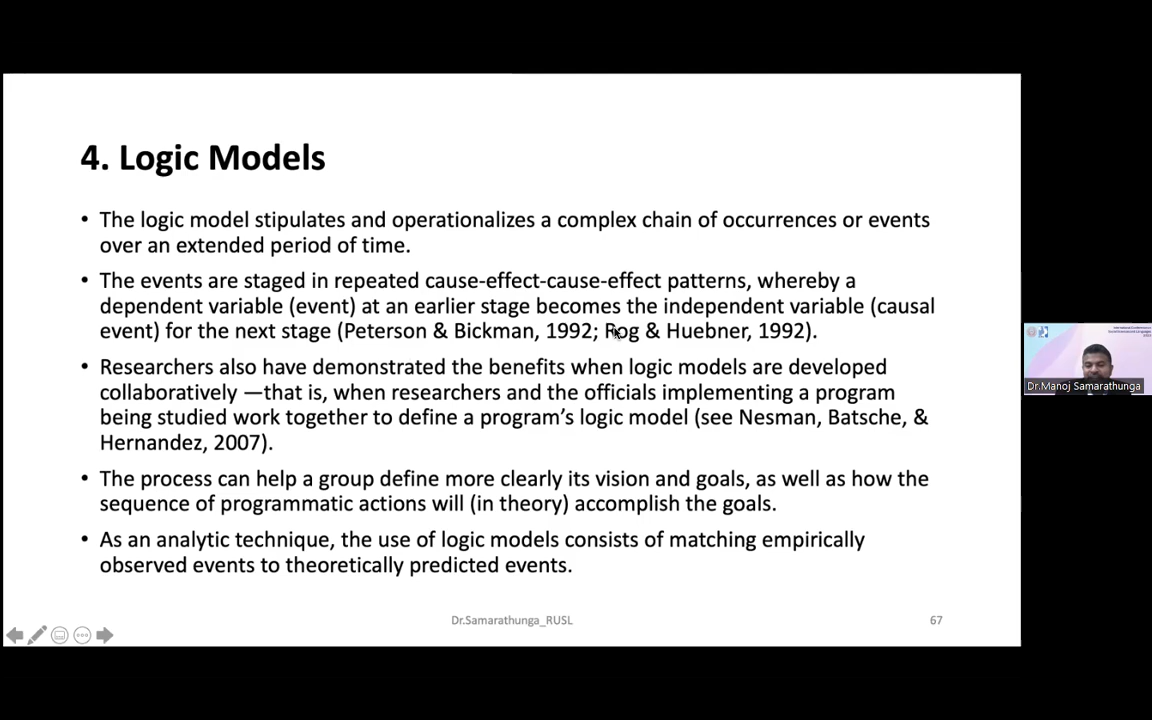 4. Logic Models
• The logic model stipulates and operationalizes a complex chain of occurrences or events
over an extended period of time.
• The events are staged in repeated cause-effect-cause-effect patterns, whereby a
dependent variable (event) at an earlier stage becomes the independent variable (causal
event) for the next stage (Peterson & Bickman, 1992; Rog & Huebner, 1992).
• Researchers also have demonstrated the benefits when logic models are developed
collaboratively —that is, when researchers and the officials implementing a program
being studied work together to define a program’s logic model (see Nesman, Batsche, &
Hernandez, 2007).
• The process can help a group define more clearly its vision and goals, as well as how the
sequence of programmatic actions will (in theory) accomplish the goals.
• As an analytic technique, the use of logic models consists of matching empirically
observed events to theoretically predicted events.
Dr.Samarathunga_RUSL
67
Dr.Manoj Samarathunga